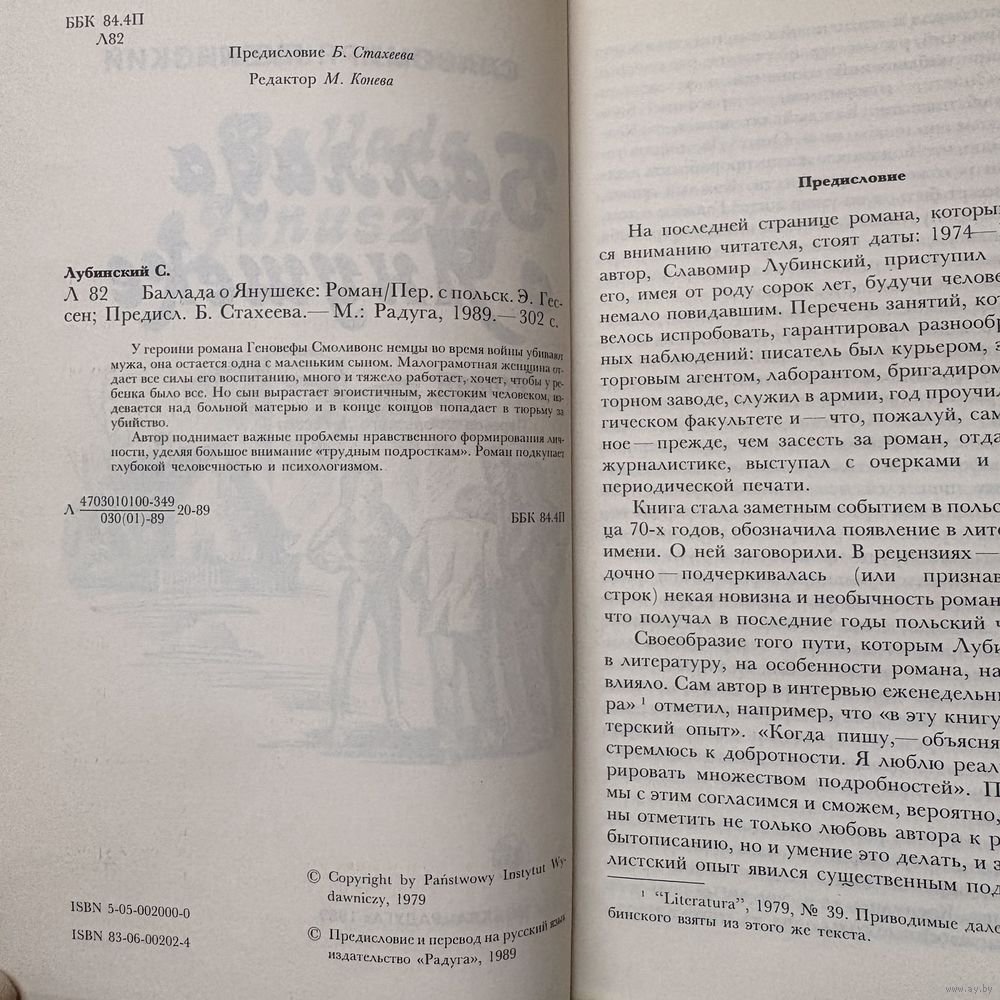 ББК 84.4П
Л82
Предисловие Б. Стахеева
Редактор М. Конева
Лубинский С.
Л 82 Баллада о Янушеке: Роман/Пер. с польск. Э. Гес-
сен; Предисл. Б. Стахеева.— М.: Радуга, 1989.— 302 с.
У героини романа Геновефы Смоливонс немцы во время войны убивают
мужа, она остается одна с маленьким сыном. Малограмотная женщина от-
дает все силы его воспитанию, много и тяжело работает, хочет, чтобы у ре-
бенка было все. Но сын вырастает эгоистичным, жестоким человеком, из-
девается над больной матерью и в конце концов попадает в тюрьму за
убийство.
Автор поднимает важные проблемы нравственного формирования лич-
ности, уделяя большое внимание «трудным подросткам». Роман подкупает
глубокой человечностью и психологизмом.
Л 4703010100-349 20-89
030(01)-89
ББК 84.4П
© Copyright by Państwowy Instytut Wy-
dawniczy, 1979
ISBN 5-05-002000-0
ISBN 83-06-00202-4
© Предисловие и перевод на русский язык
издательство «Радуга», 1989
Предисловие
На последней странице романа, которы
ся вниманию читателя, стоят даты: 1974—
автор, Славомир Лубинский, приступил
его, имея от роду сорок лет, будучи челове
немало повидавшим. Перечень занятий, кот
велось испробовать, гарантировал разнообр
ных наблюдений: писатель был курьером, з
торговым агентом, лаборантом, бригадиром
торном заводе, служил в армии, год проучил
гическом факультете и — что, пожалуй, сам
ное — прежде, чем засесть за роман, отда
журналистике, выступал с очерками и
периодической печати.
Книга стала заметным событием в польс
ца 70-х годов, обозначила появление в лите
имени. О ней заговорили. В рецензиях —
дочно — подчеркивалась (или признав
строк) некая новизна и необычность роман
что получал в последние годы польский ч
Своеобразие того пути, которым Луби
в литературу, на особенности романа, на
влияло. Сам автор в интервью еженедельни
ра» ¹ отметил, например, что «в эту книгу
терский опыт». «Когда пишу,— объясня
стремлюсь к добротности. Я люблю реал
рировать множеством подробностей». П
мы с этим согласимся и сможем, вероятно,
ны отметить не только любовь автора к р
бытописанию, но и умение это делать, и з
листский опыт явился существенным под
¹ “Literatura”, 1979, № 39. Приводимые дале
бинского взяты из этого же текста.
www.ay.by